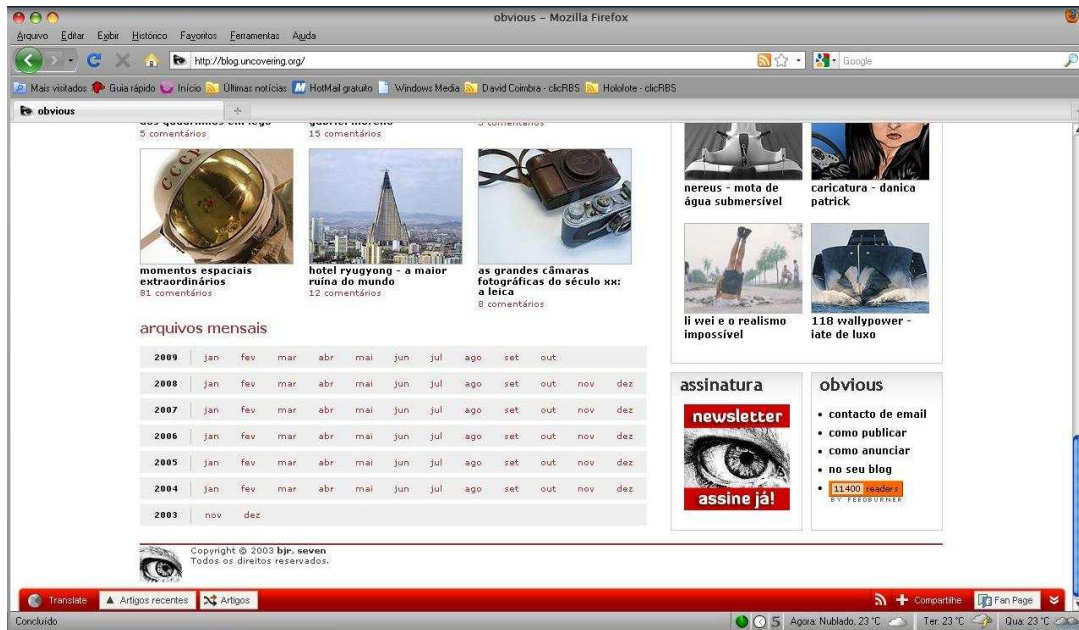 obvious – Mozilla Firefox
Arquivo Editar Exibir Histórico Favoritos Ferramentas Ajuda
http://blog.uncovering.org/
Google
Mais visitados Guia rápido Início Últimas notícias HotMail gratuito Windows Media David Coimbra - clicRBS Holofote - clicRBS
obvious
5 comentários
15 comentários
CCCP
momentos espaciais
extraordinários
81 comentários
hotel ryugyong - a maior
ruína do mundo
12 comentários
as grandes câmaras
fotográficas do século xx:
a leica
8 comentários
nereus - mota de
água submersível
caricatura - danica
patrick
li wei e o realismo
impossível
118 wallypower -
iate de luxo
arquivos mensais
2009 jan fev mar abr mai jun jul ago set out
2008 jan fev mar abr mai jun jul ago set out nov dez
2007 jan fev mar abr mai jun jul ago set out nov dez
2006 jan fev mar abr mai jun jul ago set out nov dez
2005 jan fev mar abr mai jun jul ago set out nov dez
2004 jan fev mar abr mai jun jul ago set out nov dez
2003 nov dez
assinatura
newsletter
assine já!
obvious
contacto de email
como publicar
como anunciar
no seu blog
11400 readers
BY FEEDBURNER
Copyright © 2003 bjr, seven
Todos os direitos reservados.
Translate Artigos recentes Artigos Compartilhe Fan Page
Concluído 5 Agora: Nublado, 23 °C Ter: 23 °C Qua: 23 °C